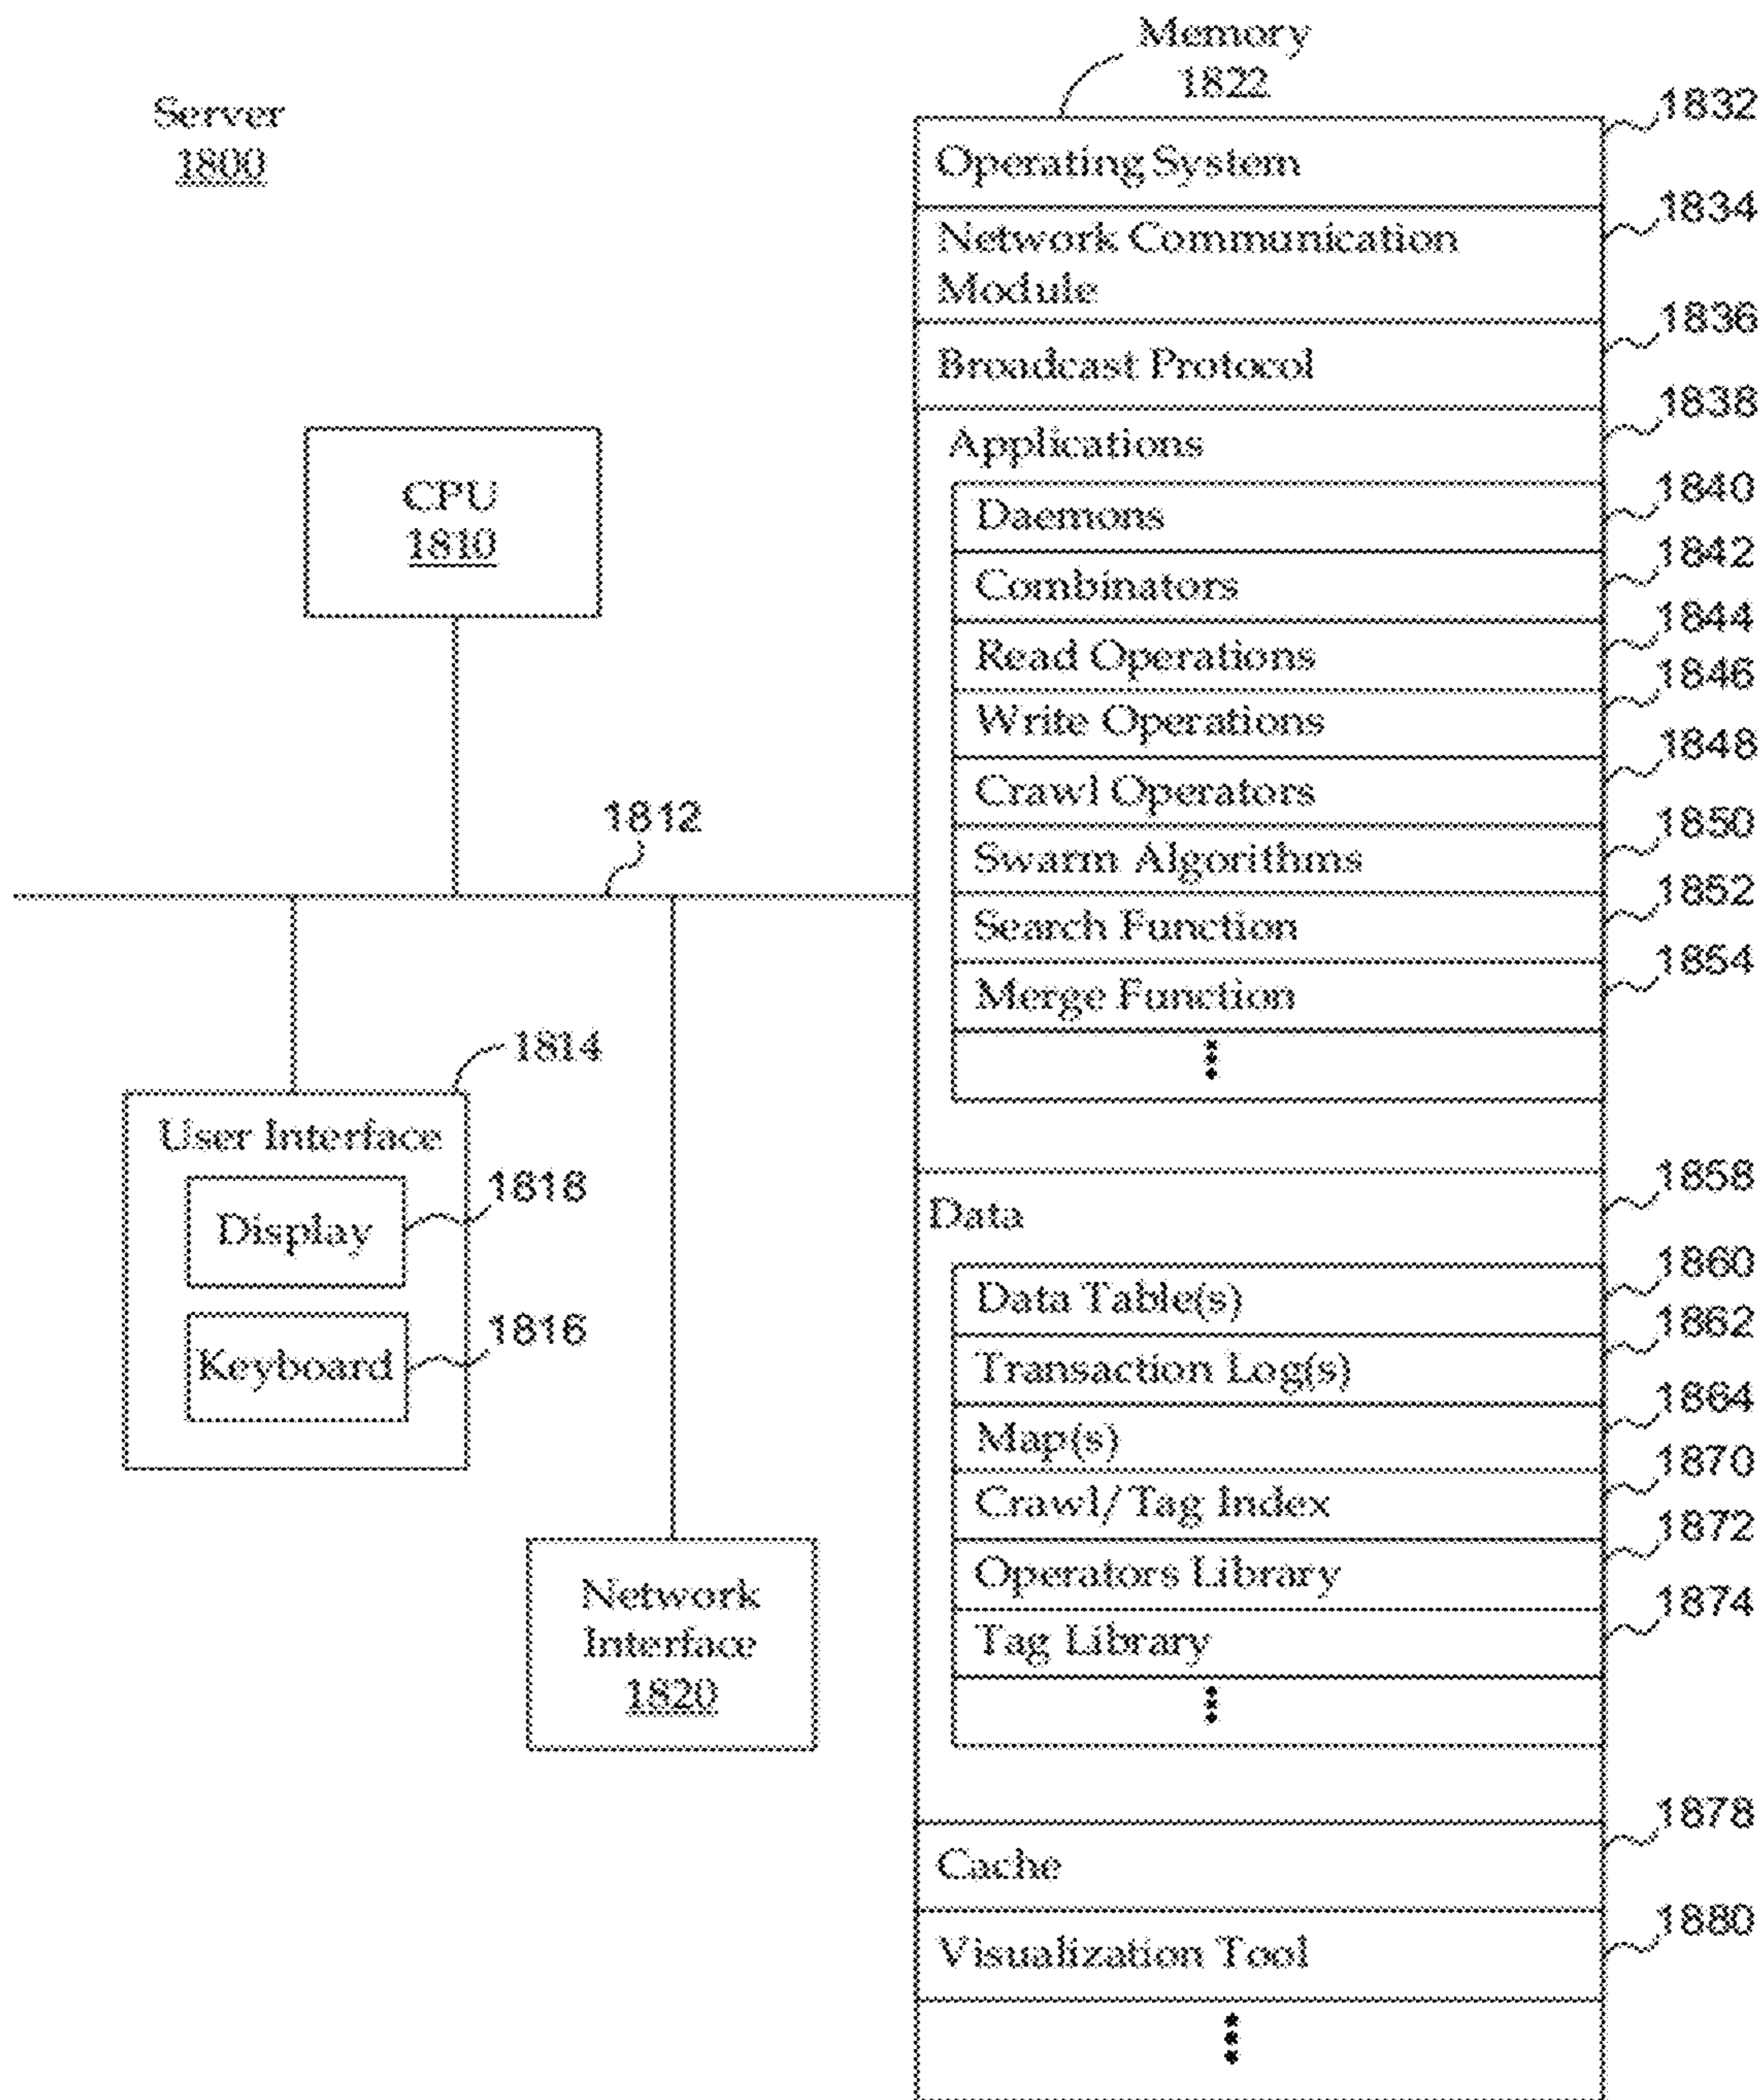 Memory
1822
Server
1800
1832
Operating System
1834
Network Communication
Module
1836
Broadcast Protocol
1838
Applications
1840
Daemons
CPU
1810
1842
Combinators
1844
Read Operations
1846
Write Operations
1848
Crawl Operators
1812
1850
Swarm Algorithms
1852
Search Function
1854
Merge Function
1814
User Interface
1818
Display
1816
Keyboard
1858
Data
1860
Data Table(s)
1862
Transaction Log(s)
1864
Map(s)
1870
Crawl/Tag Index
1872
Operators Library
1874
Tag Library
Network
Interface
1820
1878
Cache
1880
Visualization Tool